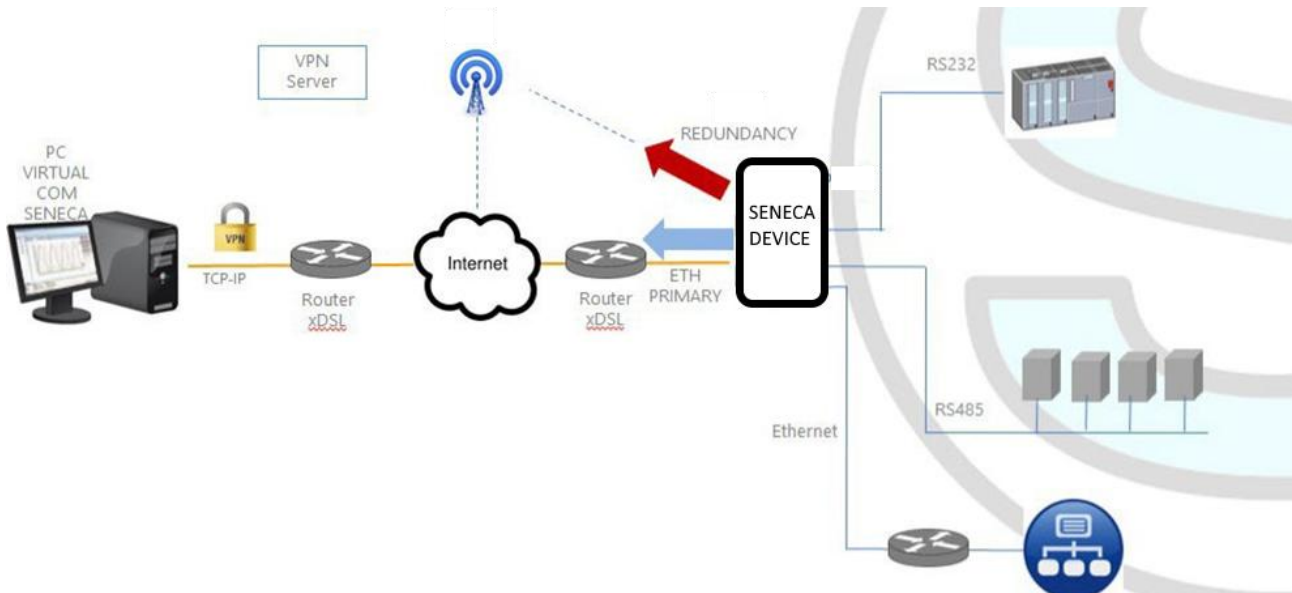 VPN
Server
RS232
REDUNDANCY
PC
VIRTUAL
COM
SENECA
VPN
SENECA
DEVICE
Internet
TCP-IP
ETH
PRIMARY
Router
xDSL
Router
xDSL
RS485
Ethernet